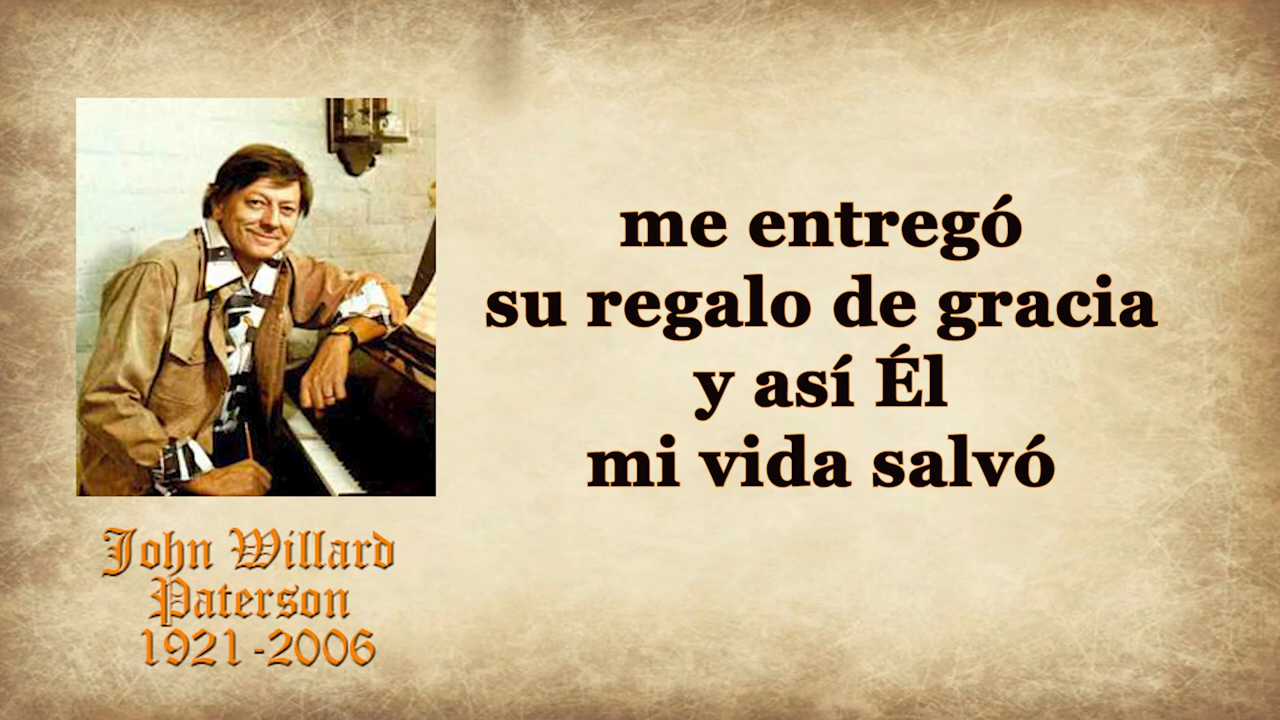 me entregó
su regalo de gracia
y así Él
mi vida salvó
John Willard
Paterson
1921-2006